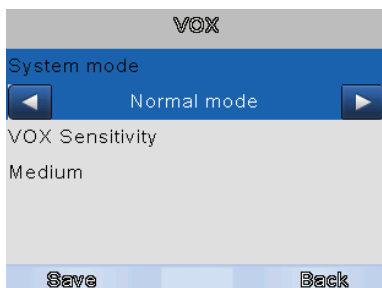 VOX
System mode
Normal mode
VOX Sensitivity
Medium
Save Back